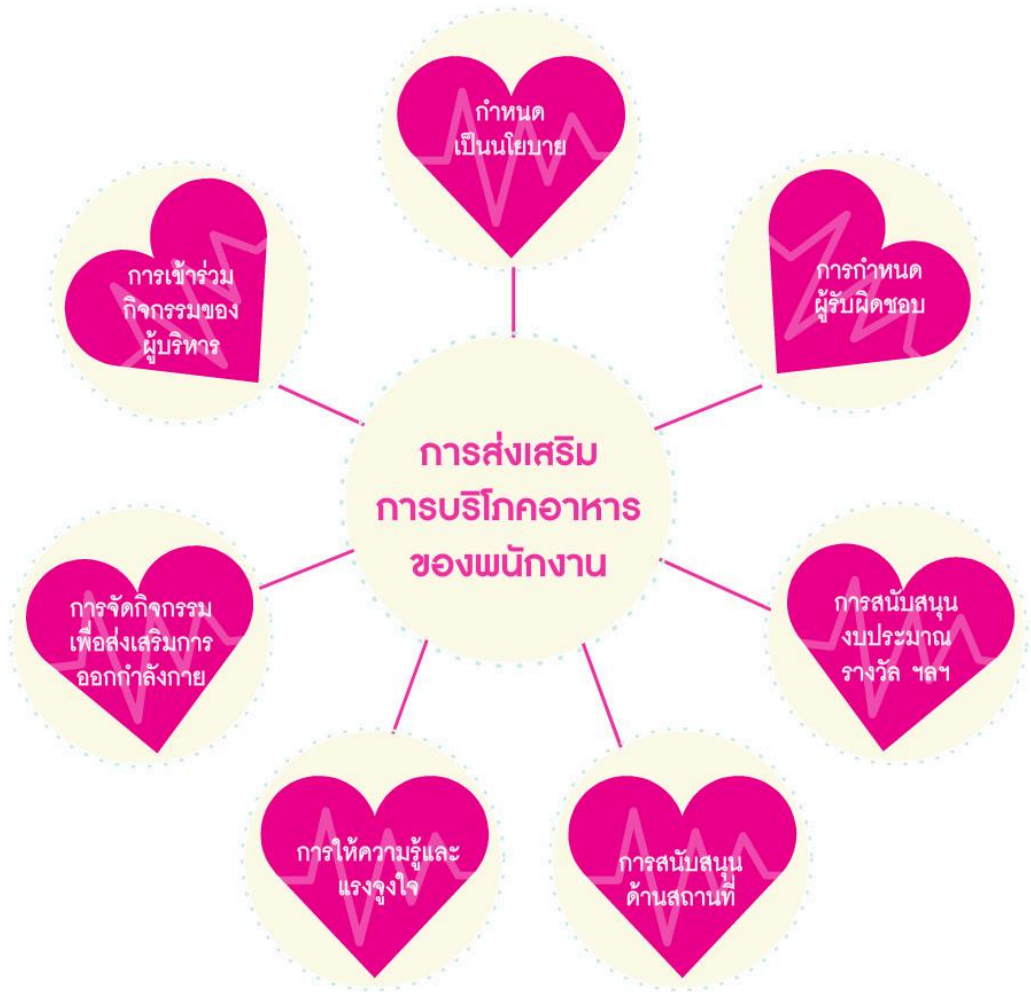 กำหนด
เป็นนโยบาย
การกำหนด
ผู้รับผิดชอบ
การสนับสนุน
งบประมาณ
รางวัล ฯลฯ
การสนับสนุน
ด้านสถานที่
การให้ความรู้และ
แรงจูงใจ
การจัดกิจกรรม
เพื่อส่งเสริมการ
ออกกำลังกาย
การเข้าร่วม
กิจกรรมของ
ผู้บริหาร
การส่งเสริม
การบริโภคอาหาร
ของพนักงาน